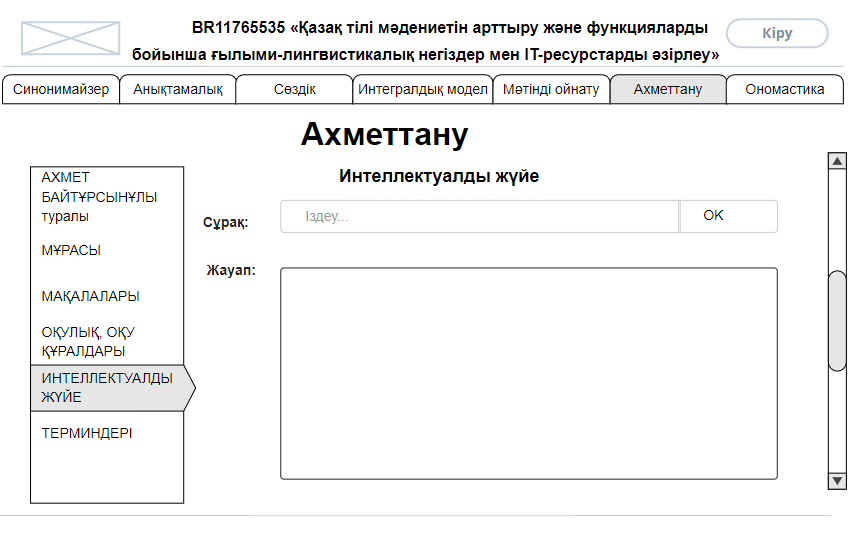 BR11765535 «Қазақ тілі мәдениетін арттыру және функцияларды
бойынша ғылыми-лингвистикалық негіздер мен IT-ресурстарды әзірлеу»
Кіру
Синонимайзер
Анықтамалық
Сөздік
Интегралдық модел
Мәтінді ойнату
Ахметтану
Ономастика
Ахметтану
Интеллектуалды жүйе
АХМЕТ
БАЙТҰРСЫНҰЛЫ
туралы
МҰРАСЫ
МАҚАЛАЛАРЫ
ОҚУЛЫҚ, ОҚУ
ҚҰРАЛДАРЫ
ИНТЕЛЛЕКТУАЛДЫ
ЖҮЙЕ
ТЕРМИНДЕРІ
Сұрақ:
Іздеу...
OK
Жауап: